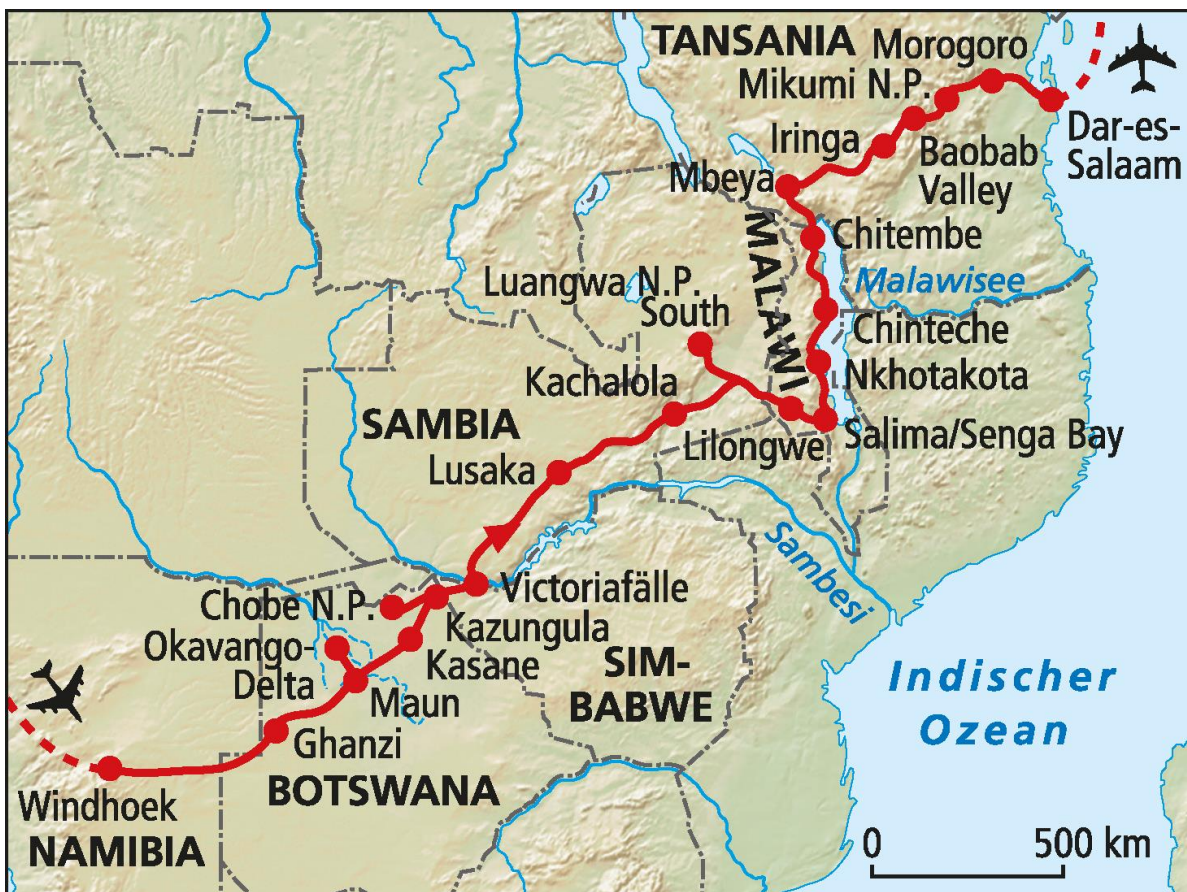 TANSANIA
Morogoro
Mikumi N.P.
Dar-es-
Salaam
Iringa
Baobab
Valley
Mbeya
MALAWI
Chitembe
Malawisee
Luangwa N.P.
South
Chinteche
Kachalola
Nkhotakota
SAMBIA
Lilongwe
Salima/Senga Bay
Lusaka
Sambesi
Victoriafälle
Chobe N.P.
Kazungula
Okavango-
Delta
Kasane
SIM-
BABWE
Maun
Indischer
Ozean
Ghanzi
BOTSWANA
Windhoek
NAMIBIA
0 500 km